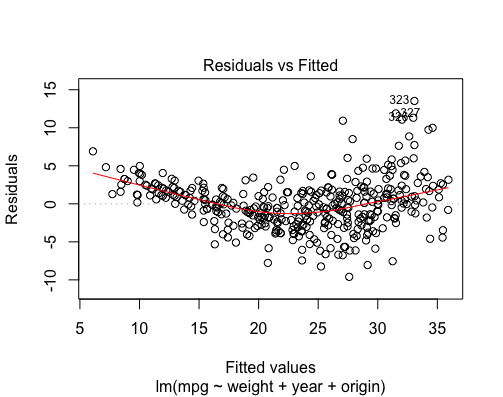 Residuals vs Fitted
Residuals
15
10
5
0
-5
-10
323
327
5 10 15 20 25 30 35
Fitted values
lm(mpg ~ weight + year + origin)